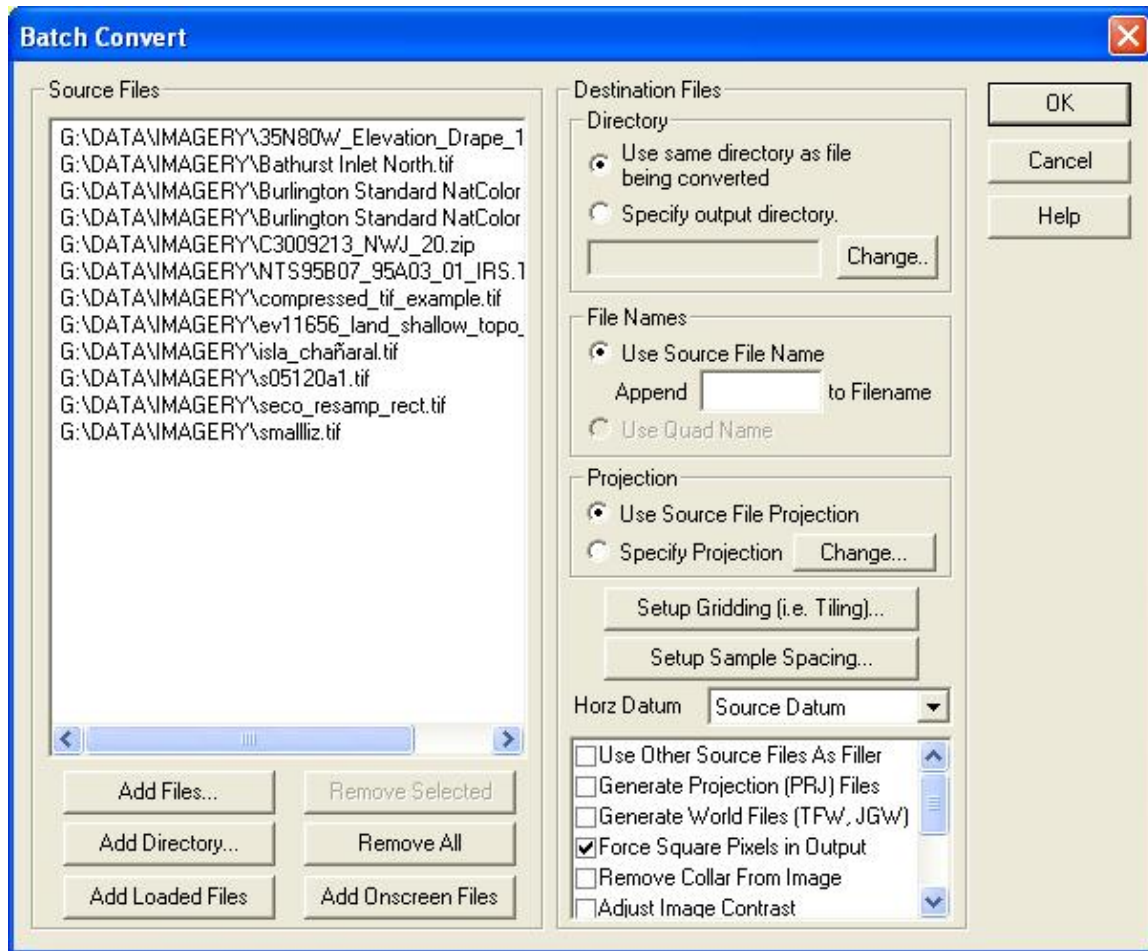 Batch Convert
Source Files
G:\DATA\IMAGERY\35N80W_Elevation_Drape_1
G:\DATA\IMAGERY\Bathurst Inlet North.tif
G:\DATA\IMAGERY\Burlington Standard NatColor
G:\DATA\IMAGERY\Burlington Standard NatColor
G:\DATA\IMAGERY\C3009213_NWJ_20.zip
G:\DATA\IMAGERY\NTS95B07_95A03_01_IRS.T
G:\DATA\IMAGERY\compressed_tif_example.tif
G:\DATA\IMAGERY\ev11656_land_shallow_topo_
G:\DATA\IMAGERY\isla_chañaral.tif
G:\DATA\IMAGERY\s05120a1.tif
G:\DATA\IMAGERY\seco_resamp_rect.tif
G:\DATA\IMAGERY\smallliz.tif
Add Files...
Remove Selected
Add Directory...
Remove All
Add Loaded Files
Add Onscreen Files
Destination Files
Directory
Use same directory as file
being converted
Specify output directory.
Change..
File Names
Use Source File Name
Append to Filename
Use Quad Name
Projection
Use Source File Projection
Specify Projection
Change...
Setup Gridding (i.e. Tiling)...
Setup Sample Spacing...
Horz Datum
Source Datum
Use Other Source Files As Filler
Generate Projection (PRJ) Files
Generate World Files (TFW, JGW)
Force Square Pixels in Output
Remove Collar From Image
Adjust Image Contrast
OK
Cancel
Help